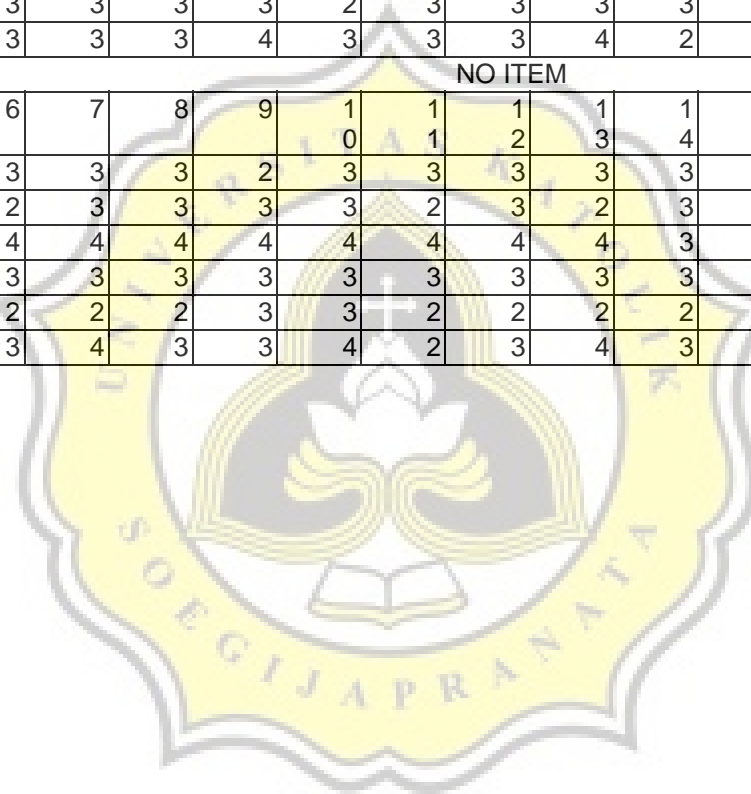 3 3 3 3 2 3 3 3 3
3 3 3 4 3 3 3 4 2
NO ITEM
6 7 8 9 1 1 1 1 1
0 1 2 3 4
3 3 3 2 3 3 3 3 3
2 3 3 3 3 2 3 2 3
4 4 4 4 4 4 4 4 3
3 3 3 3 3 3 3 3 3
2 2 2 3 3 2 2 2 2
3 4 3 3 4 2 3 4 3
UNIVERSITAS KATOLIK
SOEGIJAPRANATA